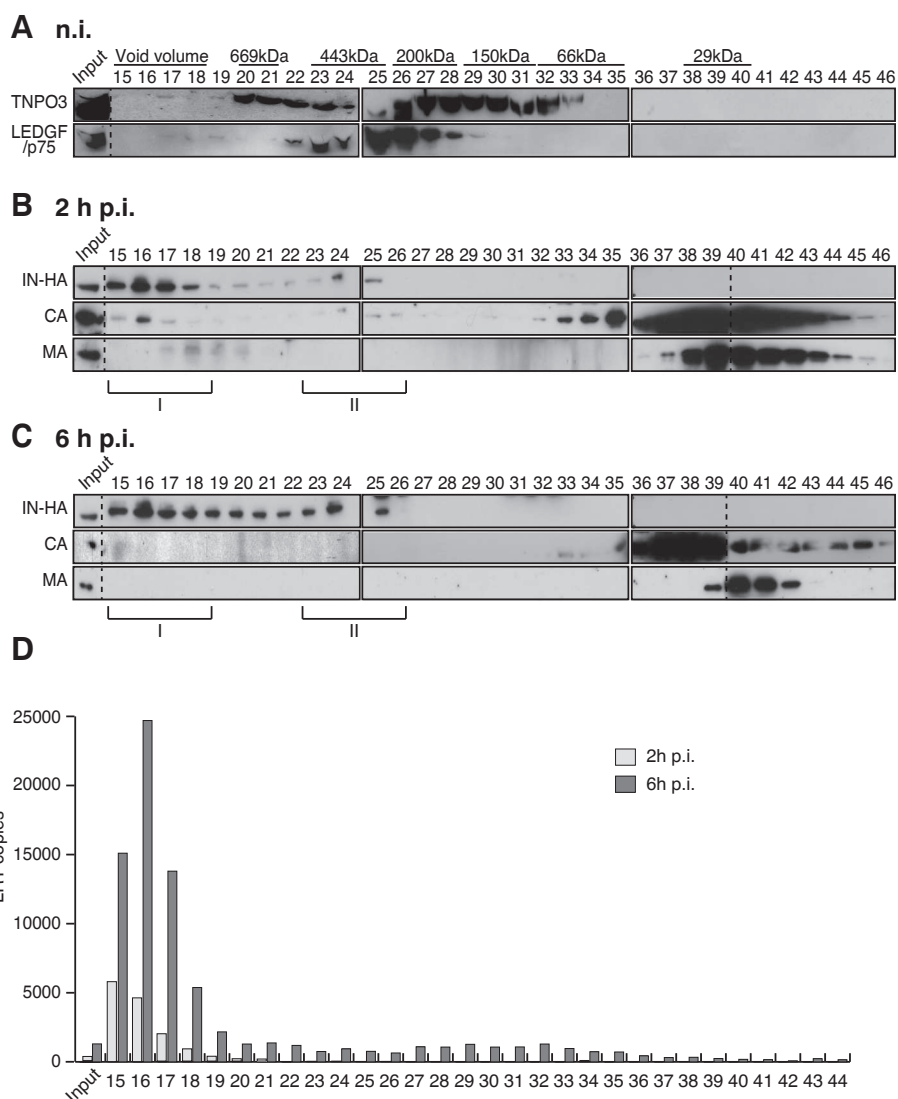 A n.i.
Input Void volume 669kDa 443kDa 200kDa 150kDa 66kDa 29kDa
15 16 17 18 19 20 21 22 23 24 25 26 27 28 29 30 31 32 33 34 35 36 37 38 39 40 41 42 43 44 45 46
TNPO3
LEDGF
/p75
B 2 h p.i.
Input 15 16 17 18 19 20 21 22 23 24 25 26 27 28 29 30 31 32 33 34 35 36 37 38 39 40 41 42 43 44 45 46
IN-HA
CA
MA
I II
C 6 h p.i.
Input 15 16 17 18 19 20 21 22 23 24 25 26 27 28 29 30 31 32 33 34 35 36 37 38 39 40 41 42 43 44 45 46
IN-HA
CA
MA
I II
D
25000
2h p.i.
20000
6h p.i.
15000
10000
5000
0
Input 15 16 17 18 19 20 21 22 23 24 25 26 27 28 29 30 31 32 33 34 35 36 37 38 39 40 41 42 43 44
copies